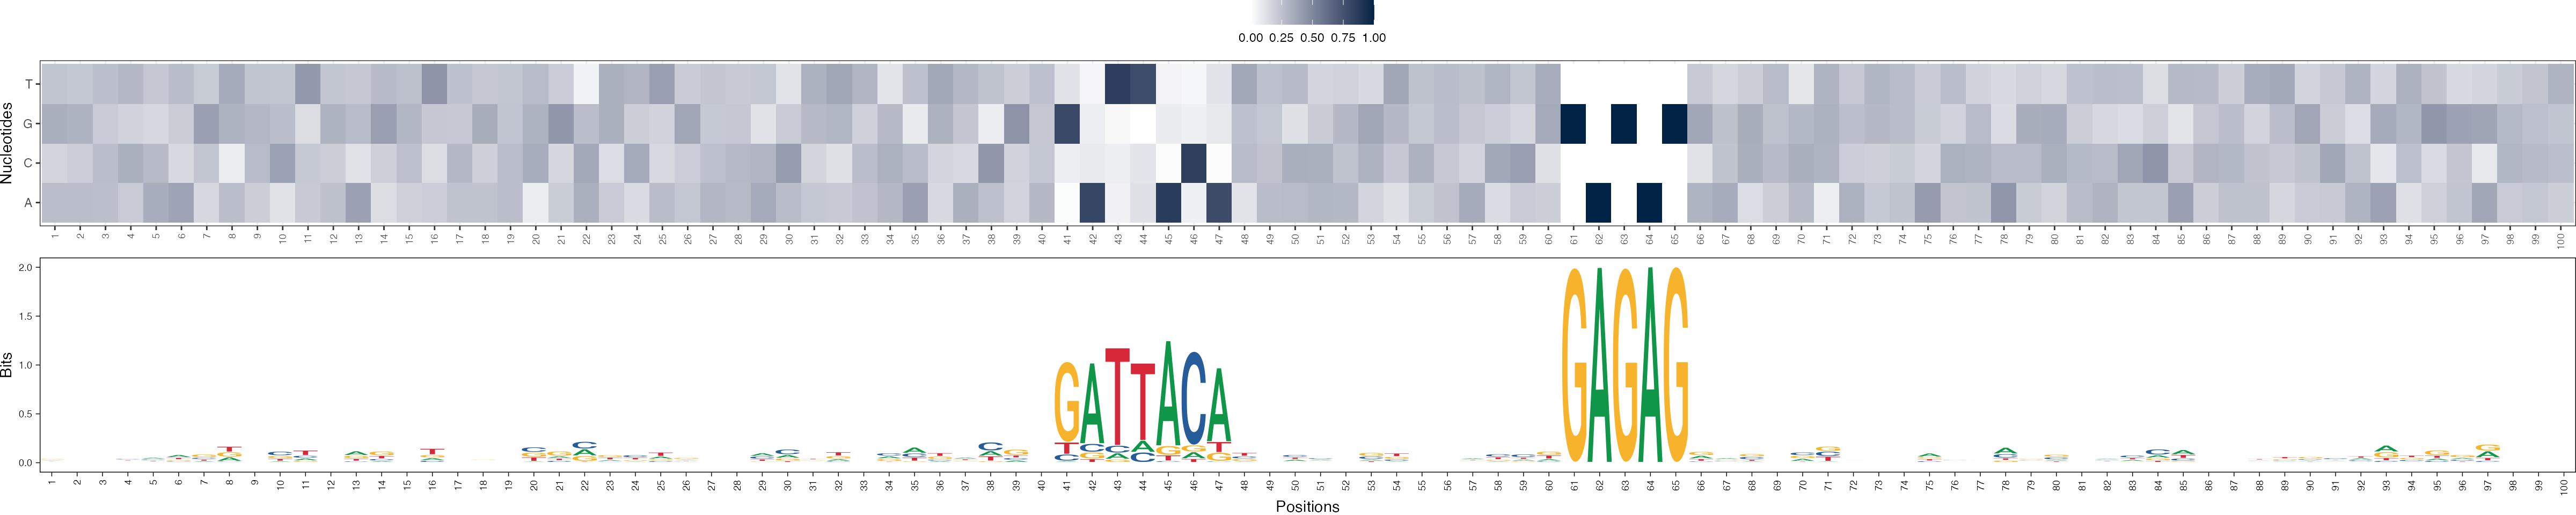 0.00 0.25 0.50 0.75 1.00
Nucleotides
T
G
C
A
1 2 3 4 5 6 7 8 9 10 11 12 13 14 15 16 17 18 19 20 21 22 23 24 25 26 27 28 29 30 31 32 33 34 35 36 37 38 39 40 41 42 43 44 45 46 47 48 49 50 51 52 53 54 55 56 57 58 59 60 61 62 63 64 65 66 67 68 69 70 71 72 73 74 75 76 77 78 79 80 81 82 83 84 85 86 87 88 89 90 91 92 93 94 95 96 97 98 99 100
Bits
2.0
1.5
1.0
0.5
0.0
GATTACA GAGAG
1 2 3 4 5 6 7 8 9 10 11 12 13 14 15 16 17 18 19 20 21 22 23 24 25 26 27 28 29 30 31 32 33 34 35 36 37 38 39 40 41 42 43 44 45 46 47 48 49 50 51 52 53 54 55 56 57 58 59 60 61 62 63 64 65 66 67 68 69 70 71 72 73 74 75 76 77 78 79 80 81 82 83 84 85 86 87 88 89 90 91 92 93 94 95 96 97 98 99 100
Positions